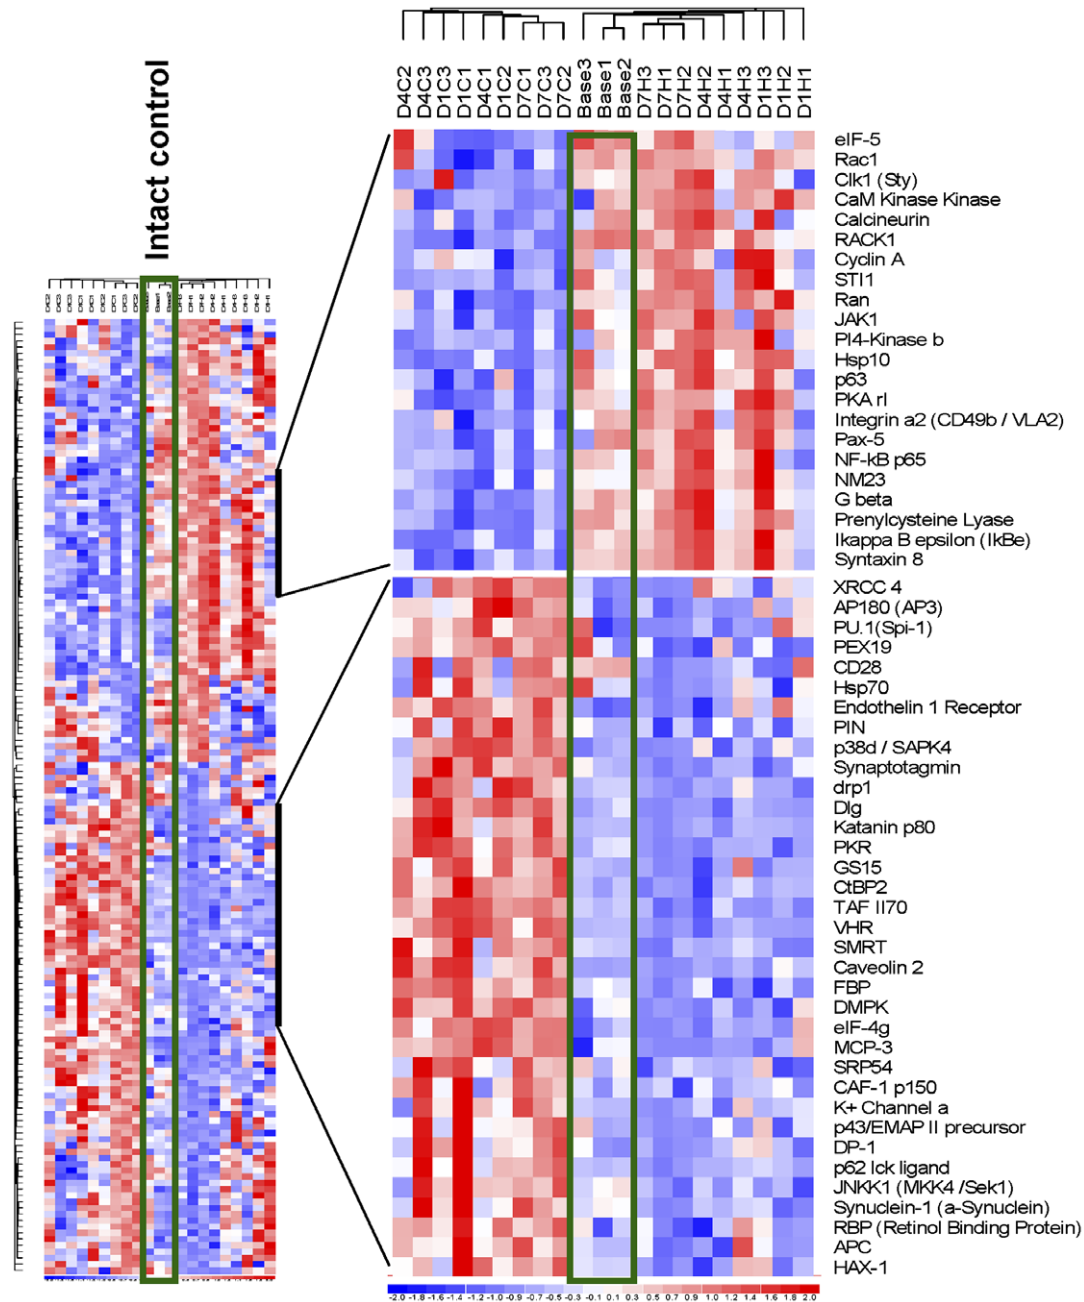 Intact control
D4C2
D4C3
D1C3
D1C1
D4C1
D1C2
D7C1
D7C3
D7C2
Base3
Base1
Base2
D7H3
D7H1
D7H2
D4H2
D4H1
D4H3
D1H3
D1H2
D1H1
eIF-5
Rac1
Clk1 (Sty)
CaM Kinase Kinase
Calcineurin
RACK1
Cyclin A
STI1
Ran
JAK1
PI4-Kinase b
Hsp10
p63
PKA rI
Integrin a2 (CD49b / VLA2)
Pax-5
NF-kB p65
NM23
G beta
Prenylcysteine Lyase
Ikappa B epsilon (IkBe)
Syntaxin 8
XRCC 4
AP180 (AP3)
PU.1(Spi-1)
PEX19
CD28
Hsp70
Endothelin 1 Receptor
PIN
p38d / SAPK4
Synaptotagmin
drp1
Dlg
Katanin p80
PKR
GS15
CtBP2
TAF II70
VHR
SMRT
Caveolin 2
FBP
DMPK
eIF-4g
MCP-3
SRP54
CAF-1 p150
K+ Channel a
p43/EMAP II precursor
DP-1
p62 lck ligand
JNKK1 (MKK4 /Sek1)
Synuclein-1 (a-Synuclein)
RBP (Retinol Binding Protein)
APC
HAX-1
-2.0 -1.8 -1.6 -1.4 -1.2 -1.0 -0.9 -0.7 -0.5 -0.3 -0.1 0.1 0.3 0.5 0.7 0.9 1.0 1.2 1.4 1.6 1.8 2.0